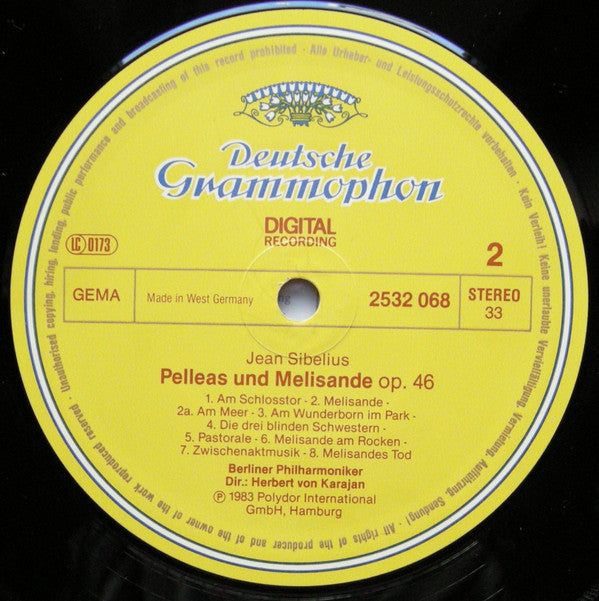 Deutsche
Grammophon
DIGITAL
RECORDING
LC 0173
2
GEMA
Made in West Germany
ng
2532 068
STEREO
33
Jean Sibelius
Pelleas und Melisande op. 46
1. Am Schlosstor - 2. Melisande -
2a. Am Meer - 3. Am Wunderborn im Park -
4. Die drei blinden Schwestern -
5. Pastorale - 6. Melisande am Rocken -
7. Zwischenaktmusik - 8. Melisandes Tod
Berliner Philharmoniker
Dir.: Herbert von Karajan
℗ 1983 Polydor International
GmbH, Hamburg
Alle Urheber- und Leistungsschutzrechte vorbehalten · Kein Verleih! Keine unerlaubte Vervielfältigung, Vermietung, Aufführung, Sendung! · All rights of the producer and of the owner of the work reproduced reserved · Unauthorised copying, hiring, lending, public performance and broadcasting of this record prohibited ·